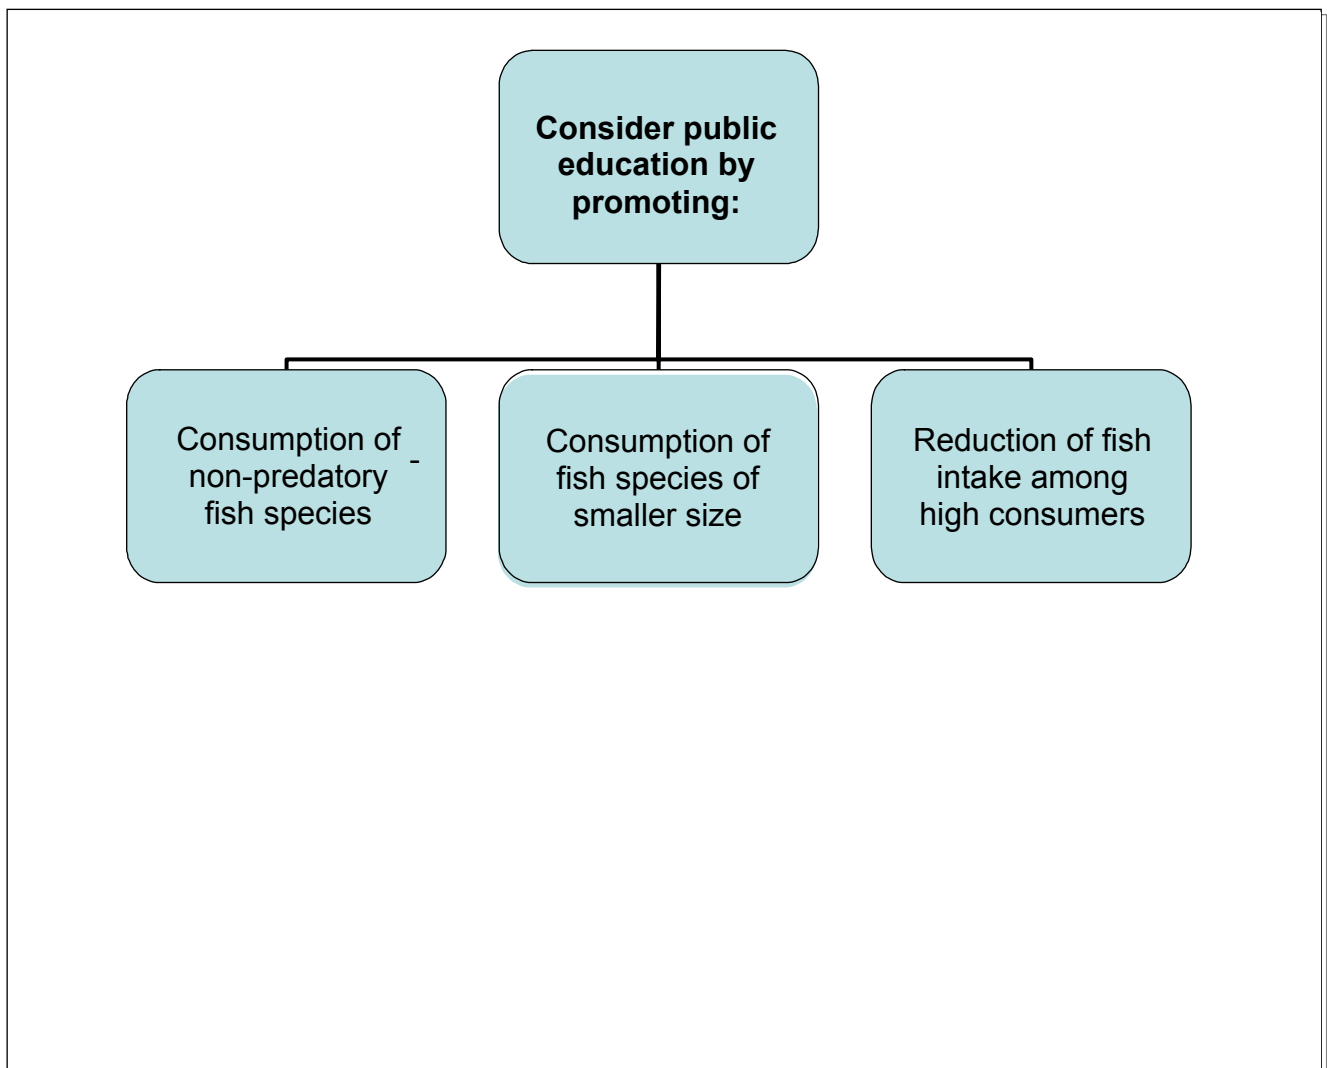 Consider public
education by
promoting:
Consumption of -
non-predatory
fish species
Consumption of
fish species of
smaller size
Reduction of fish
intake among
high consumers